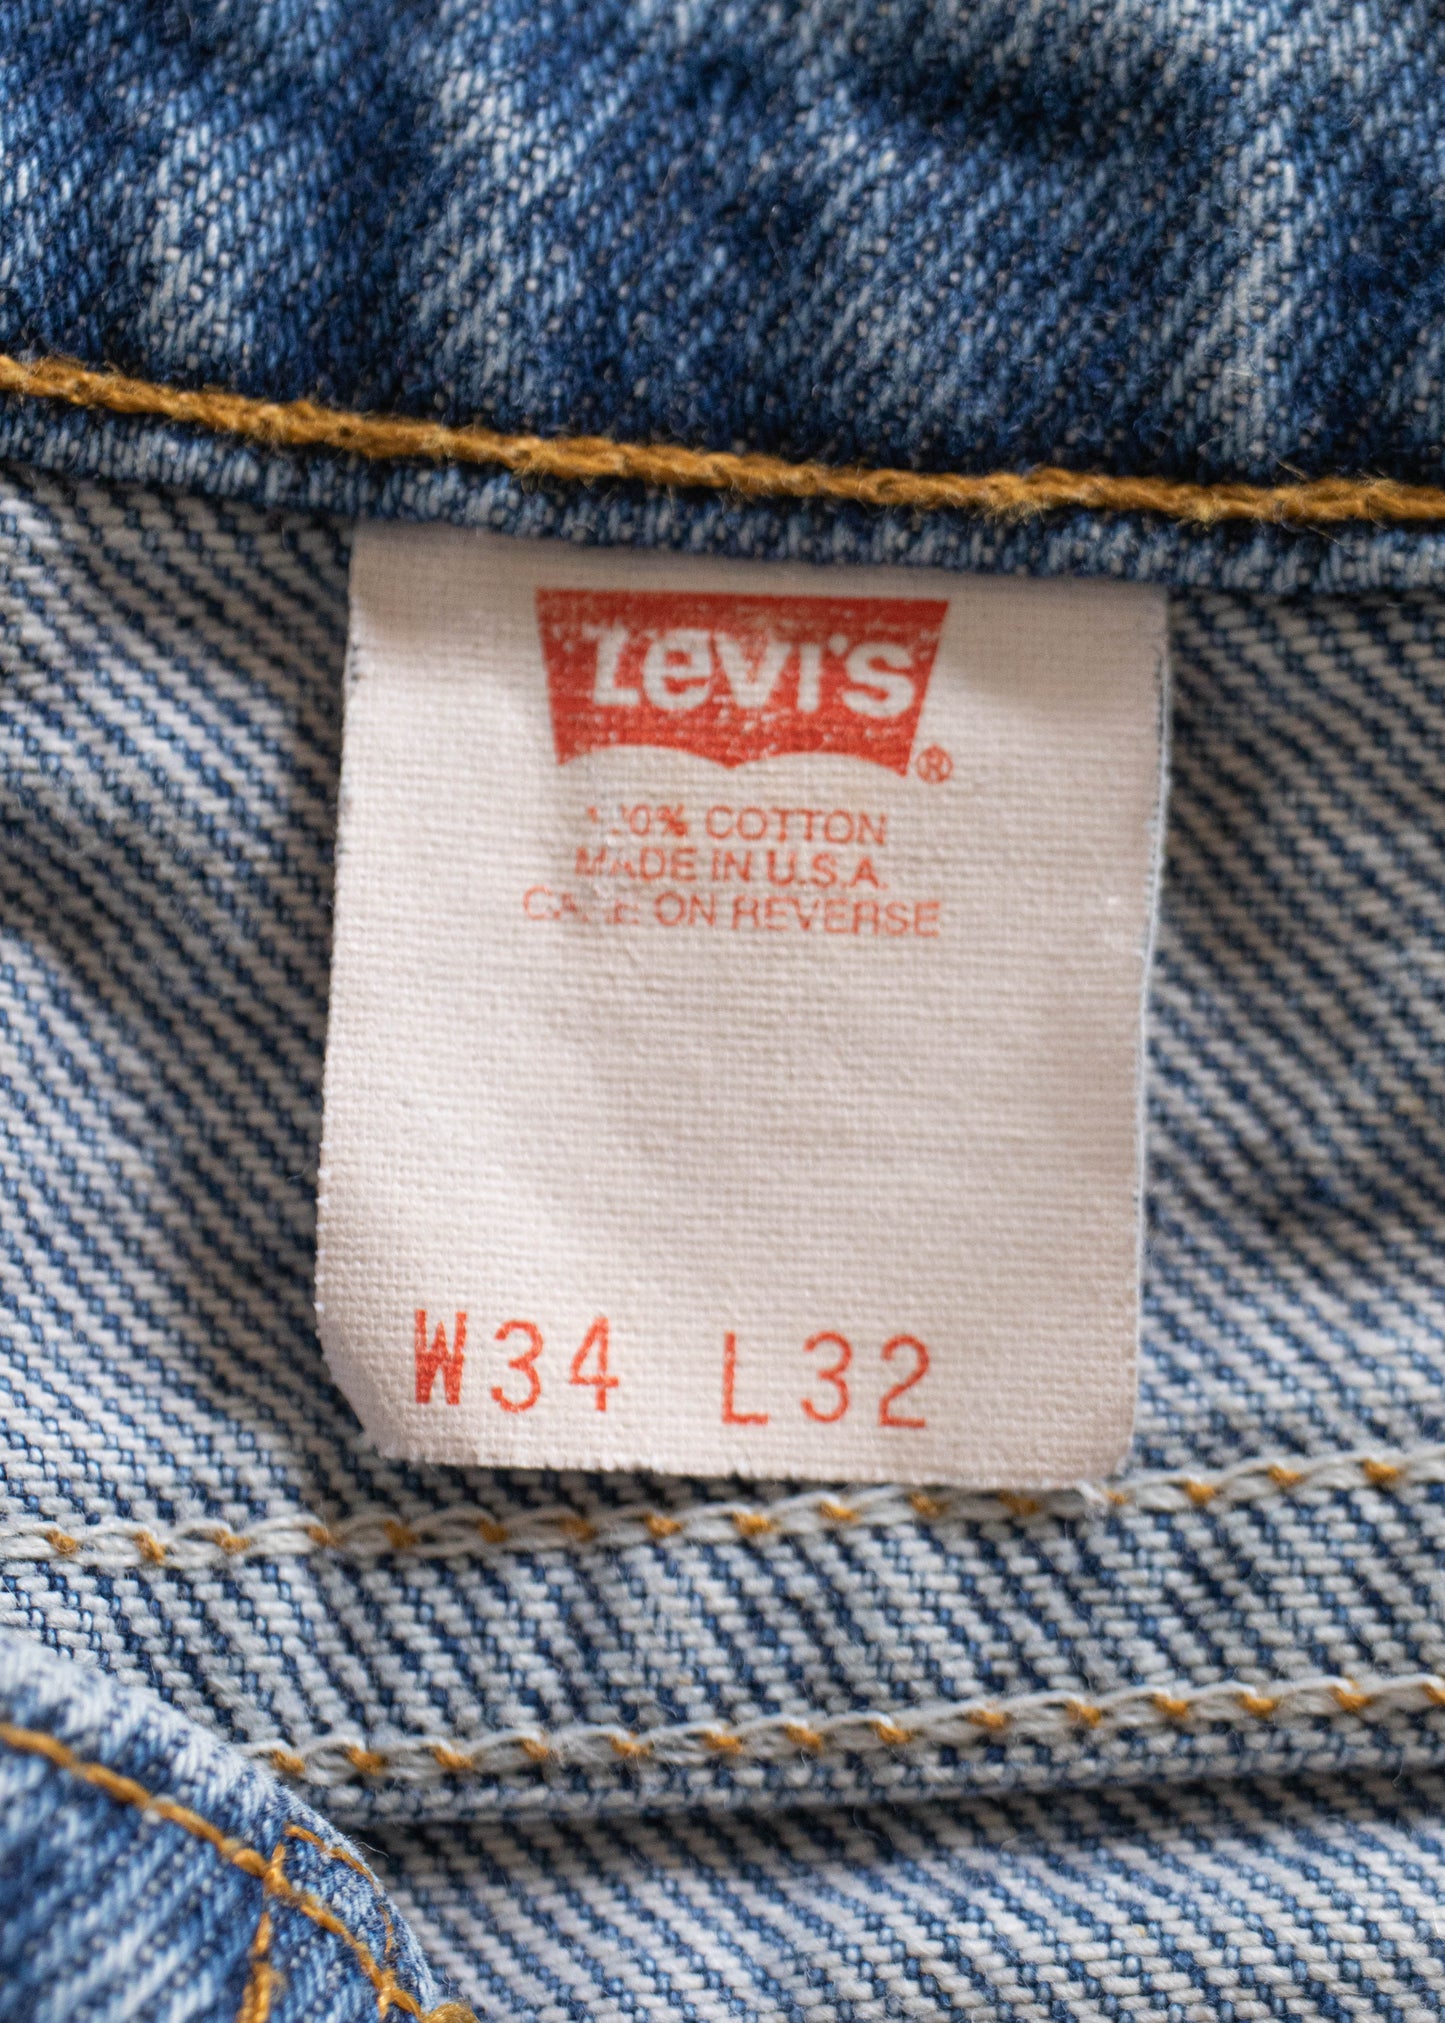 Levi's ®
100% COTTON
MADE IN U.S.A.
CARE ON REVERSE
W34 L32